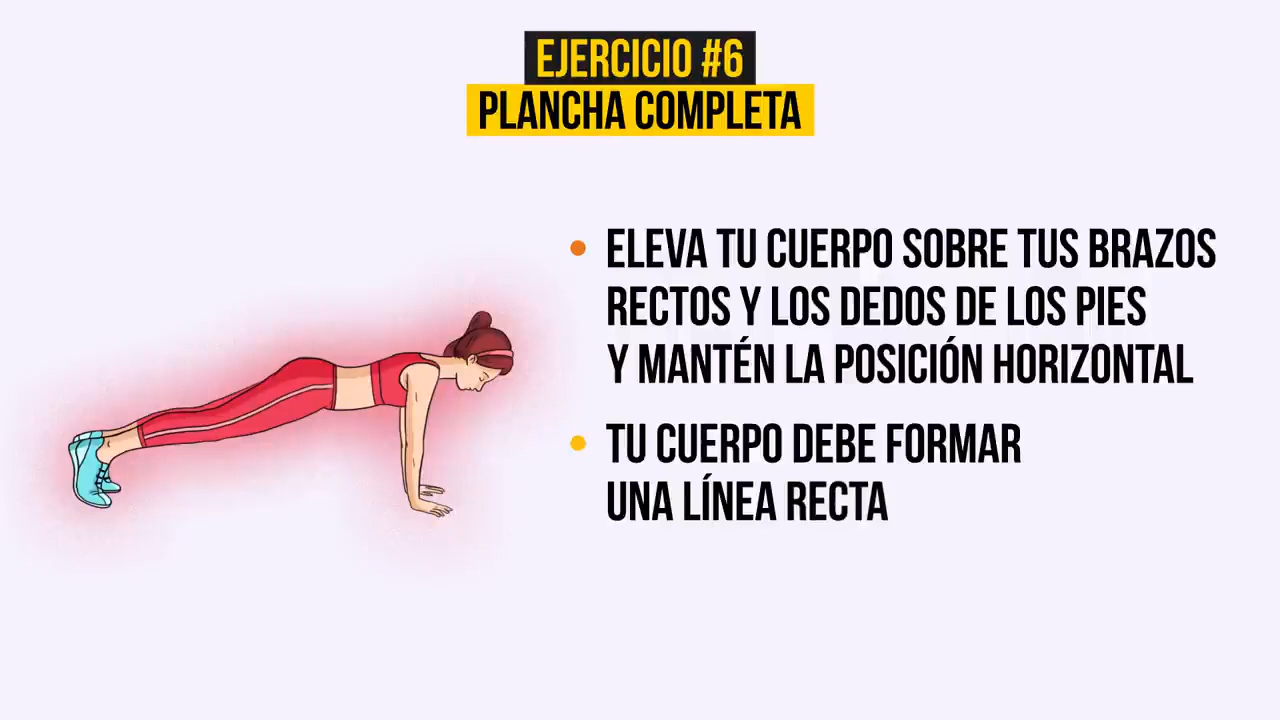 EJERCICIO #6
PLANCHA COMPLETA
ELEVA TU CUERPO SOBRE TUS BRAZOS
RECTOS Y LOS DEDOS DE LOS PIES
Y MANTÉN LA POSICIÓN HORIZONTAL
TU CUERPO DEBE FORMAR
UNA LÍNEA RECTA